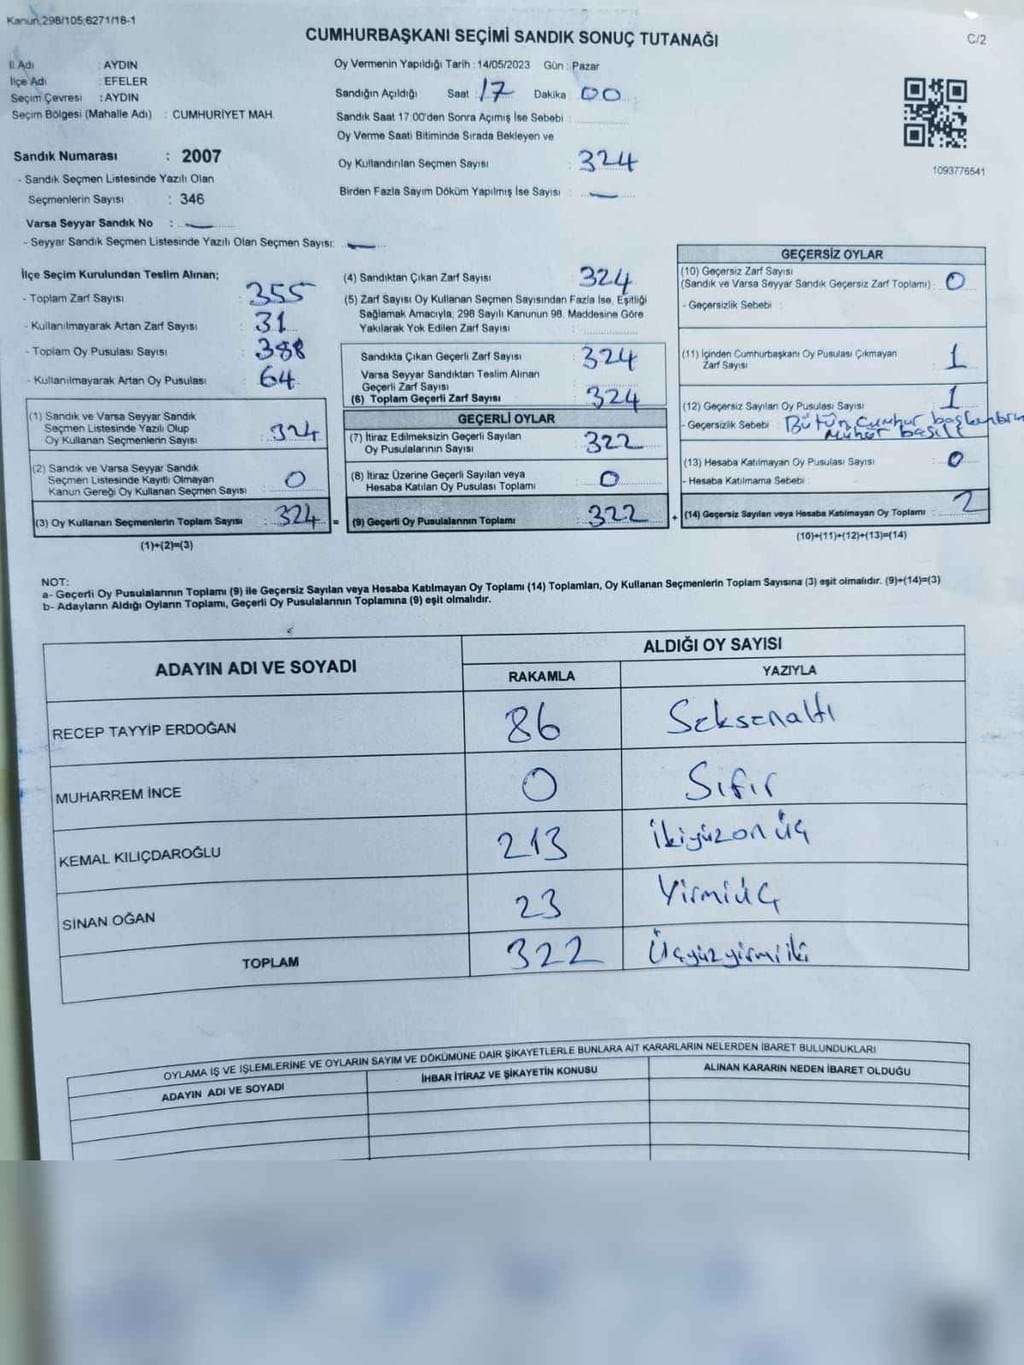 Kanun,298/105;6271/18-1
CUMHURBAŞKANI SEÇİMİ SANDIK SONUÇ TUTANAĞI
C/2
İl Adı : AYDIN
İlçe Adı : EFELER
Seçim Çevresi : AYDIN
Seçim Bölgesi (Mahalle Adı) : CUMHURİYET MAH.
Sandık Numarası : 2007
- Sandık Seçmen Listesinde Yazılı Olan
Seçmenlerin Sayısı : 346
Varsa Seyyar Sandık No : —
- Seyyar Sandık Seçmen Listesinde Yazılı Olan Seçmen Sayısı: —
Oy Vermenin Yapıldığı Tarih : 14/05/2023 Gün : Pazar
Sandığın Açıldığı Saat 17 Dakika 00
Sandık Saat 17:00'den Sonra Açımış İse Sebebi :
Oy Verme Saati Bitiminde Sırada Bekleyen ve
Oy Kullandırılan Seçmen Sayısı : 324
Birden Fazla Sayım Döküm Yapılmış İse Sayısı : —
1093776541
İlçe Seçim Kurulundan Teslim Alınan;
- Toplam Zarf Sayısı : 355
- Kullanılmayarak Artan Zarf Sayısı : 31
- Toplam Oy Pusulası Sayısı : 388
- Kullanılmayarak Artan Oy Pusulası : 64
(1) Sandık ve Varsa Seyyar Sandık
Seçmen Listesinde Yazılı Olup
Oy Kullanan Seçmenlerin Sayısı : 324
(2) Sandık ve Varsa Seyyar Sandık
Seçmen Listesinde Kayıtlı Olmayan
Kanun Gereği Oy Kullanan Seçmen Sayısı : 0
(3) Oy Kullanan Seçmenlerin Toplam Sayısı : 324 =
(1)+(2)=(3)
(4) Sandıktan Çıkan Zarf Sayısı : 324
(5) Zarf Sayısı Oy Kullanan Seçmen Sayısından Fazla İse, Eşitliği
Sağlamak Amacıyla, 298 Sayılı Kanunun 98. Maddesine Göre
Yakılarak Yok Edilen Zarf Sayısı :
Sandıkta Çıkan Geçerli Zarf Sayısı : 324
Varsa Seyyar Sandıktan Teslim Alınan
Geçerli Zarf Sayısı :
(6) Toplam Geçerli Zarf Sayısı : 324
GEÇERLİ OYLAR
(7) İtiraz Edilmeksizin Geçerli Sayılan
Oy Pusulalarının Sayısı : 322
(8) İtiraz Üzerine Geçerli Sayılan veya
Hesaba Katılan Oy Pusulası Toplamı : 0
(9) Geçerli Oy Pusulalarının Toplamı : 322 +
GEÇERSİZ OYLAR
(10) Geçersiz Zarf Sayısı
(Sandık ve Varsa Seyyar Sandık Geçersiz Zarf Toplamı) : 0
- Geçersizlik Sebebi :
(11) İçinden Cumhurbaşkanı Oy Pusulası Çıkmayan
Zarf Sayısı : 1
(12) Geçersiz Sayılan Oy Pusulası Sayısı : 1
- Geçersizlik Sebebi : Bütün Cumhur başkanlarına
Mühür basılı
(13) Hesaba Katılmayan Oy Pusulası Sayısı : 0
- Hesaba Katılmama Sebebi :
(14) Geçersiz Sayılan veya Hesaba Katılmayan Oy Toplamı : 2
(10)+(11)+(12)+(13)=(14)
NOT:
a- Geçerli Oy Pusulalarının Toplamı (9) ile Geçersiz Sayılan veya Hesaba Katılmayan Oy Toplamı (14) Toplamları, Oy Kullanan Seçmenlerin Toplam Sayısına (3) eşit olmalıdır. (9)+(14)=(3)
b- Adayların Aldığı Oyların Toplamı, Geçerli Oy Pusulalarının Toplamına (9) eşit olmalıdır.
ADAYIN ADI VE SOYADI
ALDIĞI OY SAYISI
RAKAMLA YAZIYLA
RECEP TAYYİP ERDOĞAN 86 Seksenaltı
MUHARREM İNCE 0 Sıfır
KEMAL KILIÇDAROĞLU 213 İkiyüzon üç
SİNAN OĞAN 23 Yirmiüç
TOPLAM 322 Üçyüzyirmi iki
OYLAMA İŞ VE İŞLEMLERİNE VE OYLARIN SAYIM VE DÖKÜMÜNE DAİR ŞİKAYETLERLE BUNLARA AİT KARARLARIN NELERDEN İBARET BULUNDUKLARI
ADAYIN ADI VE SOYADI İHBAR İTİRAZ VE ŞİKAYETİN KONUSU ALINAN KARARIN NEDEN İBARET OLDUĞU